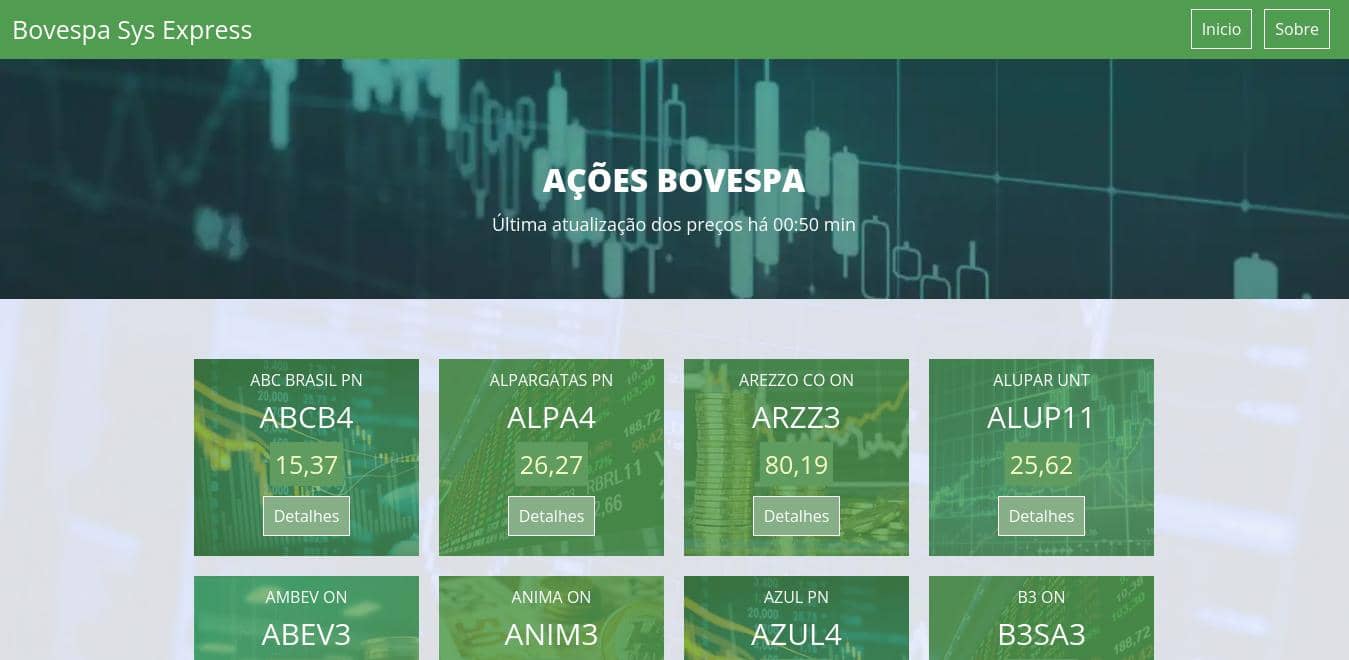 Bovespa Sys Express
Inicio
Sobre
AÇÕES BOVESPA
Última atualização dos preços há 00:50 min
ABC BRASIL PN
ABCB4
15,37
Detalhes
ALPARGATAS PN
ALPA4
26,27
Detalhes
AREZZO CO ON
ARZZ3
80,19
Detalhes
ALUPAR UNT
ALUP11
25,62
Detalhes
AMBEV ON
ABEV3
ANIMA ON
ANIM3
AZUL PN
AZUL4
B3 ON
B3SA3